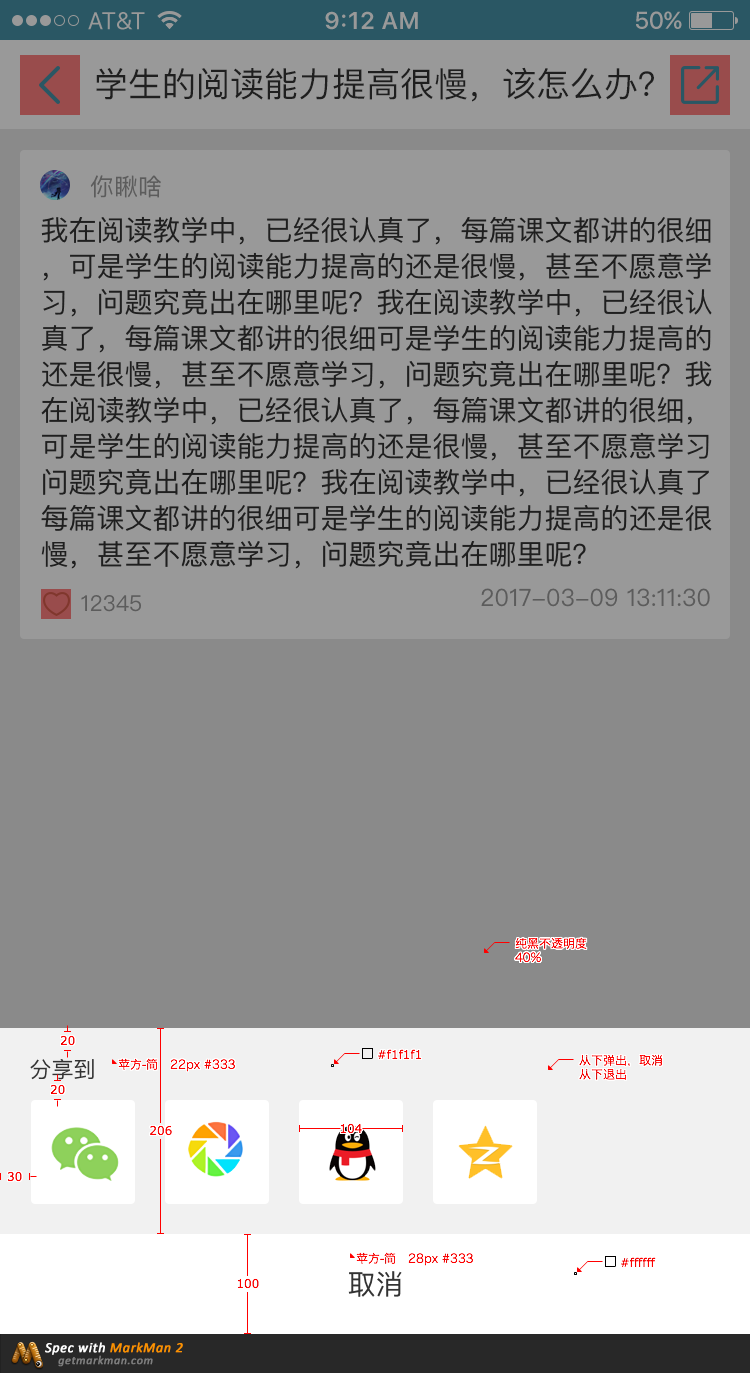 AT&T 9:12 AM 50%
学生的阅读能力提高很慢，该怎么办？
你瞅啥
我在阅读教学中，已经很认真了，每篇课文都讲的很细
，可是学生的阅读能力提高的还是很慢，甚至不愿意学
习，问题究竟出在哪里呢？我在阅读教学中，已经很认
真了，每篇课文都讲的很细可是学生的阅读能力提高的
还是很慢，甚至不愿意学习，问题究竟出在哪里呢？我
在阅读教学中，已经很认真了，每篇课文都讲的很细，
可是学生的阅读能力提高的还是很慢，甚至不愿意学习
问题究竟出在哪里呢？我在阅读教学中，已经很认真了
每篇课文都讲的很细可是学生的阅读能力提高的还是很
慢，甚至不愿意学习，问题究竟出在哪里呢？
12345 2017-03-09 13:11:30
纯黑不透明度
40%
20
分享到 苹方-简 22px #333 #f1f1f1 从下弹出，取消
从下退出
20
206 104
30
苹方-简 28px #333 #ffffff
100 取消
Spec with MarkMan 2
getmarkman.com